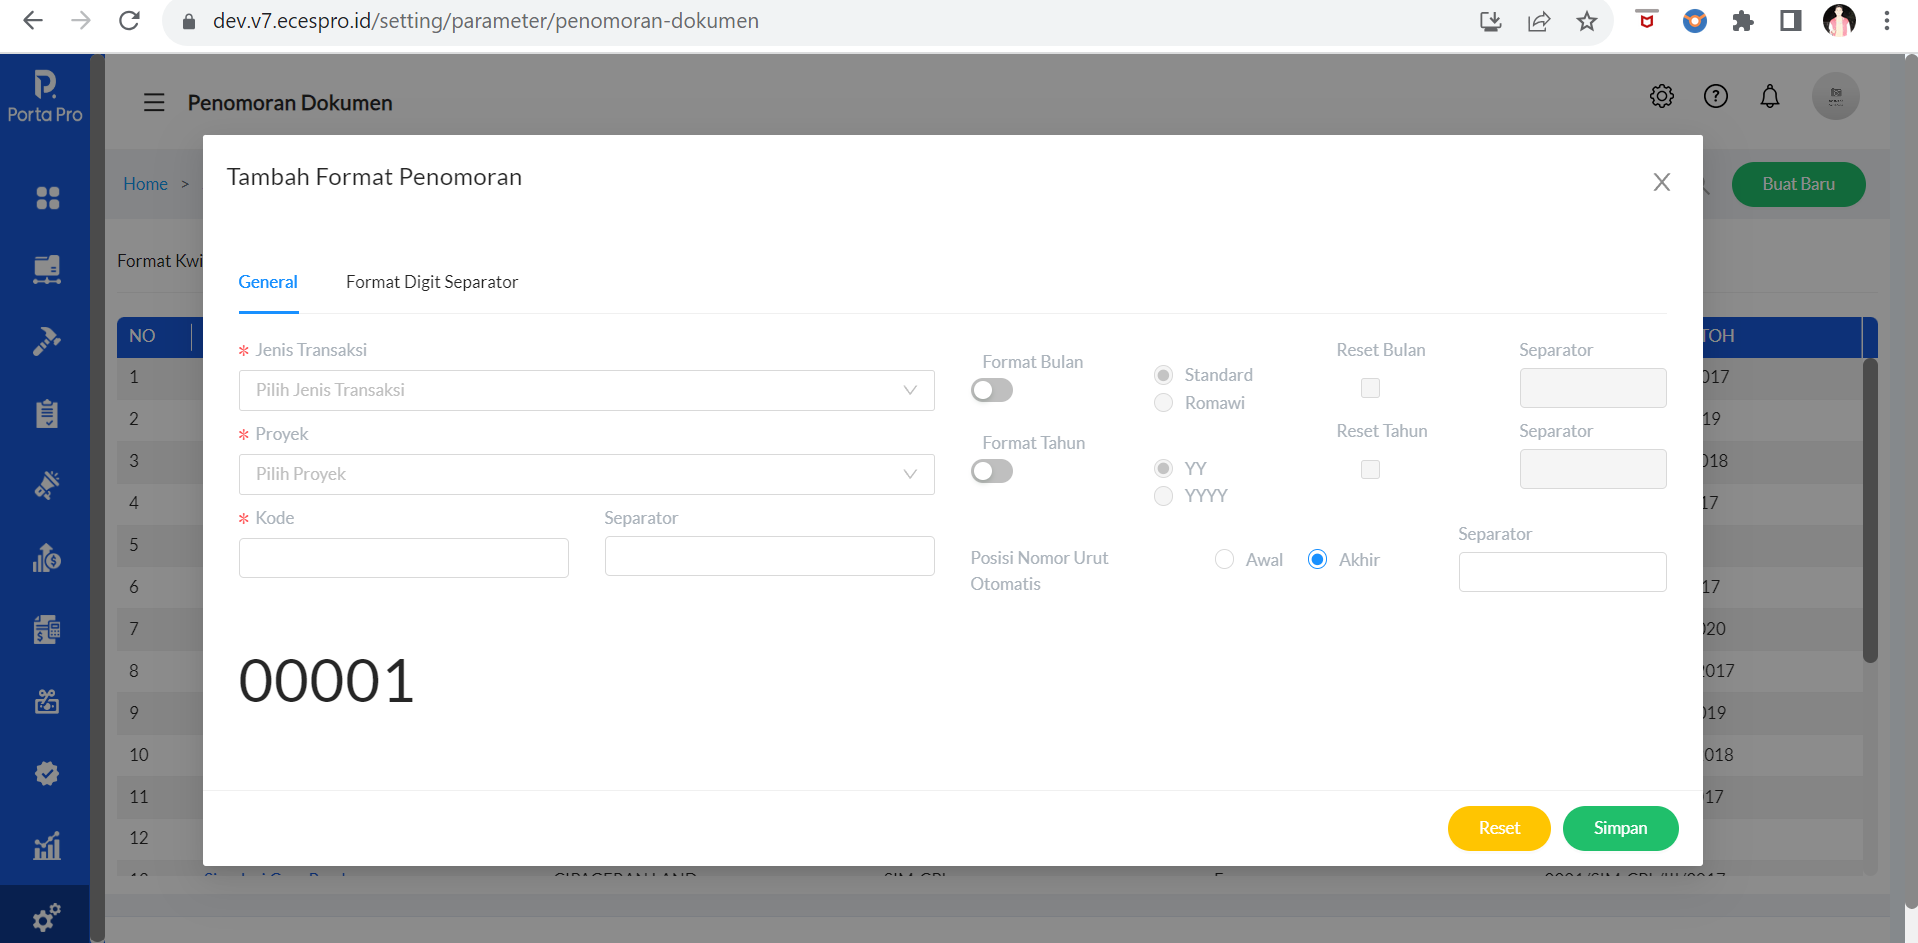 dev.v7.ecespro.id/setting/parameter/penomoran-dokumen
Porta Pro
Penomoran Dokumen
Tambah Format Penomoran
Home >
Buat Baru
Format Kwi
General
Format Digit Separator
NO
TOH
* Jenis Transaksi
Pilih Jenis Transaksi
Format Bulan
Standard
Romawi
Reset Bulan
Separator
* Proyek
Pilih Proyek
Format Tahun
YY
YYYY
Reset Tahun
Separator
* Kode
Separator
Posisi Nomor Urut
Otomatis
Awal
Akhir
Separator
00001
1
017
2
19
3
018
4
17
5
6
17
7
020
8
2017
9
019
10
018
11
17
12
Reset
Simpan